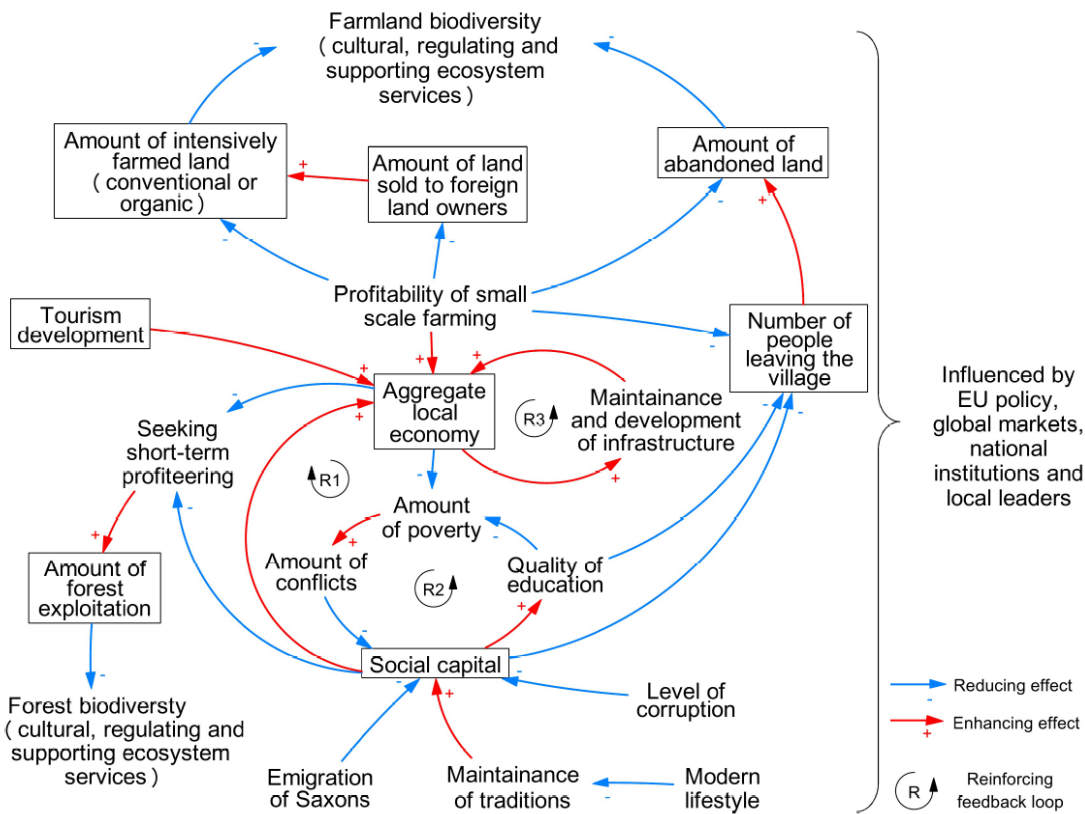 Farmland biodiversity
( cultural, regulating and
supporting ecosystem
services )
-
-
Amount of intensively
farmed land
( conventional or
organic )
+
Amount of land
sold to foreign
land owners
Amount of
abandoned land
-
-
-
+
Profitability of small
scale farming
Tourism
development
-
Number of
people
leaving the
village
+
+
+
+
-
-
-
Aggregate
local
economy
R3
Maintainance
and development
of infrastructure
Seeking
short-term
profiteering
R1
-
+
-
Amount
of poverty
-
+
+
Amount of
conflicts
R2
Quality of
education
+
Amount of
forest
exploitation
-
Social capital
-
-
+
-
Forest biodiversty
( cultural, regulating and
supporting ecosystem
services )
Level of
corruption
Emigration
of Saxons
Maintainance
of traditions
-
Modern
lifestyle
Influenced by
EU policy,
global markets,
national
institutions and
local leaders
Reducing effect
-
Enhancing effect
+
R
Reinforcing
feedback loop